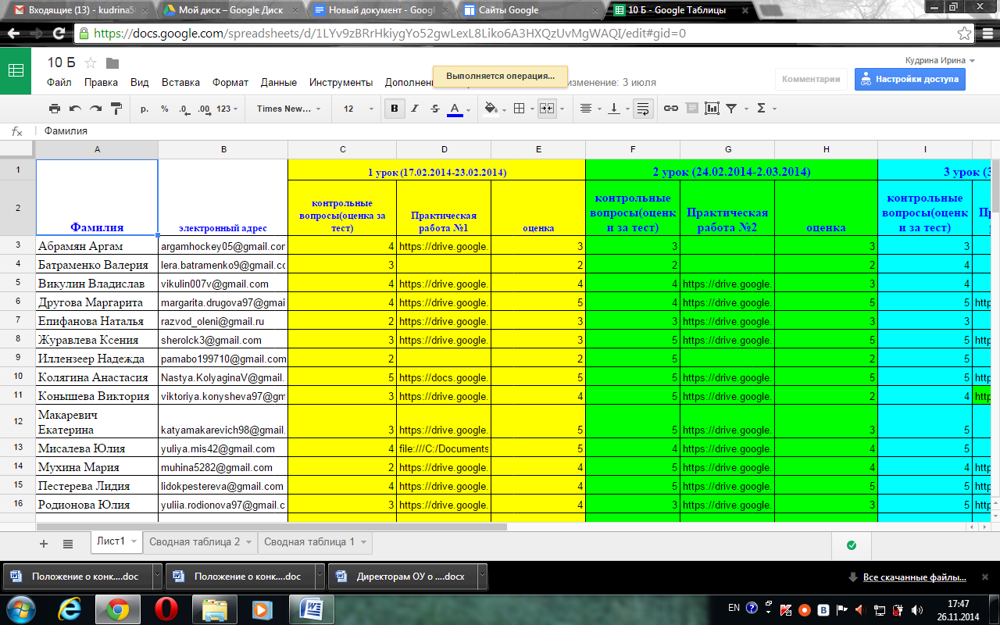 Входящие (13) - kudrina5
Мой диск – Google Диск
Новый документ - Googl
Сайты Google
10 Б - Google Таблицы
https://docs.google.com/spreadsheets/d/1LYv9zBRrHkiygYo52gwLexL8Liko6A3HXQzUvMgWAQI/edit#gid=0
10 Б
Кудрина Ирина
Файл Правка Вид Вставка Формат Данные Инструменты Дополнен изменение: 3 июля
Выполняется операция...
Комментарии
Настройки доступа
р. % .0 .00 123 Times New... 12 B I S A Σ
fx Фамилия
A B C D E F G H I
1 1 урок (17.02.2014-23.02.2014) 2 урок (24.02.2014-2.03.2014) 3 урок (3
2 Фамилия электронный адрес контрольные вопросы(оценка за тест) Практическая работа №1 оценка контрольные вопросы(оценк и за тест) Практическая работа №2 оценка контрольные вопросы(оценк и за тест)
3 Абрамян Аргам argamhockey05@gmail.com 4 https://drive.google. 3 3 3 3
4 Батраменко Валерия lera.batramenko9@gmail.cc 3 2 2 2 4
5 Викулин Владислав vikulin007v@gmail.com 4 https://drive.google. 4 4 https://drive.google. 3 4
6 Другова Маргарита margarita.drugova97@gmai 4 https://drive.google. 5 4 https://drive.google. 5 5 http
7 Епифанова Наталья razvod_oleni@gmail.ru 2 https://drive.google. 3 3 https://drive.google. 3 3
8 Журавлева Ксения sherolck3@gmail.com 3 https://drive.google. 3 5 https://drive.google. 5 5 http
9 Иллензеер Надежда pamabo199710@gmail.com 2 2 5 2 5
10 Колягина Анастасия Nastya.KolyaginaV@gmail. 5 https://docs.google. 5 5 https://drive.google. 5 5 http
11 Конышева Виктория viktoriya.konysheva97@gm 3 https://drive.google. 4 5 https://drive.google. 2 4 http
12 Макаревич Екатерина katyamakarevich98@gmail. 3 https://drive.google. 5 5 https://drive.google. 3 5
13 Мисалева Юлия yuliya.mis42@gmail.com 4 file:///C:/Documents 5 4 https://drive.google. 4 5
14 Мухина Мария muhina5282@gmail.com 2 https://drive.google. 4 5 https://drive.google. 4 4 http
15 Пестерева Лидия lidokpestereva@gmail.com 4 https://drive.google. 4 5 https://drive.google. 5 5 http
16 Родионова Юлия yuliia.rodionova97@gmail.c 3 https://drive.google. 4 3 https://drive.google. 3 5 http
Лист1 Сводная таблица 2 Сводная таблица 1
Положение о конк....doc
Положение о конк....doc
Директорам ОУ о ....docx
Все скачанные файлы...
EN
17:47
26.11.2014